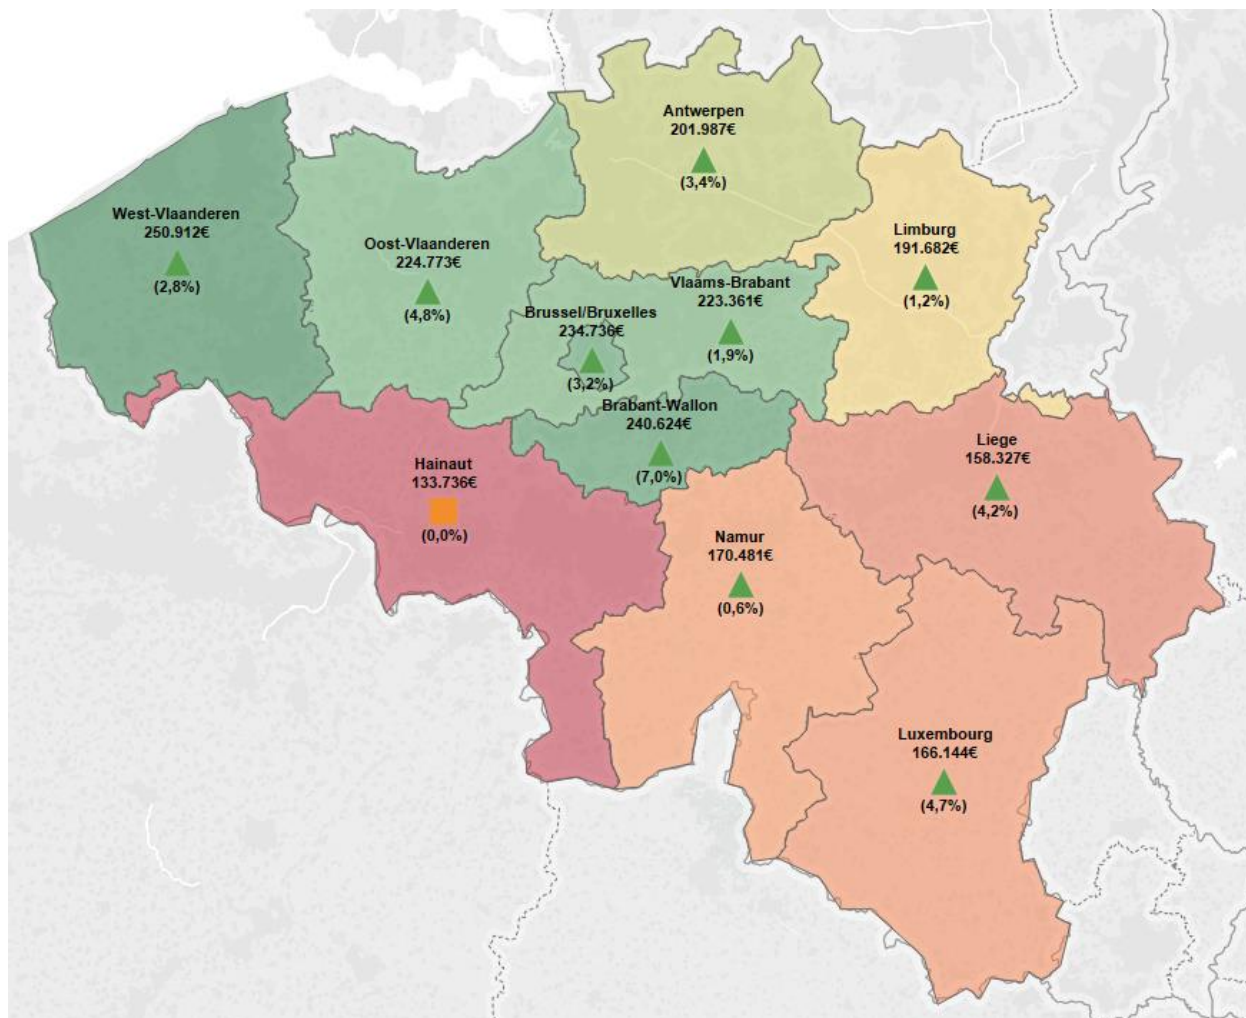 Antwerpen
201.987€
(3,4%)
West-Vlaanderen
250.912€
(2,8%)
Oost-Vlaanderen
224.773€
(4,8%)
Limburg
191.682€
(1,2%)
Vlaams-Brabant
223.361€
(1,9%)
Brussel/Bruxelles
234.736€
(3,2%)
Brabant-Wallon
240.624€
(7,0%)
Hainaut
133.736€
(0,0%)
Liege
158.327€
(4,2%)
Namur
170.481€
(0,6%)
Luxembourg
166.144€
(4,7%)